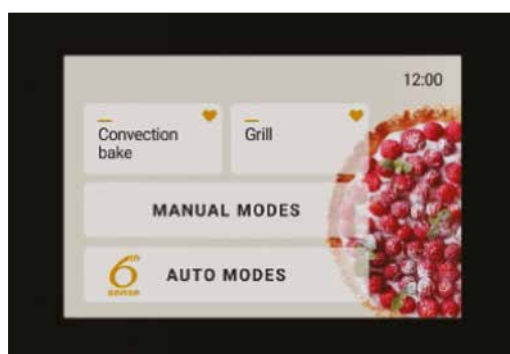 12:00
Convection
bake
Grill
MANUAL MODES
6th
sense
AUTO MODES